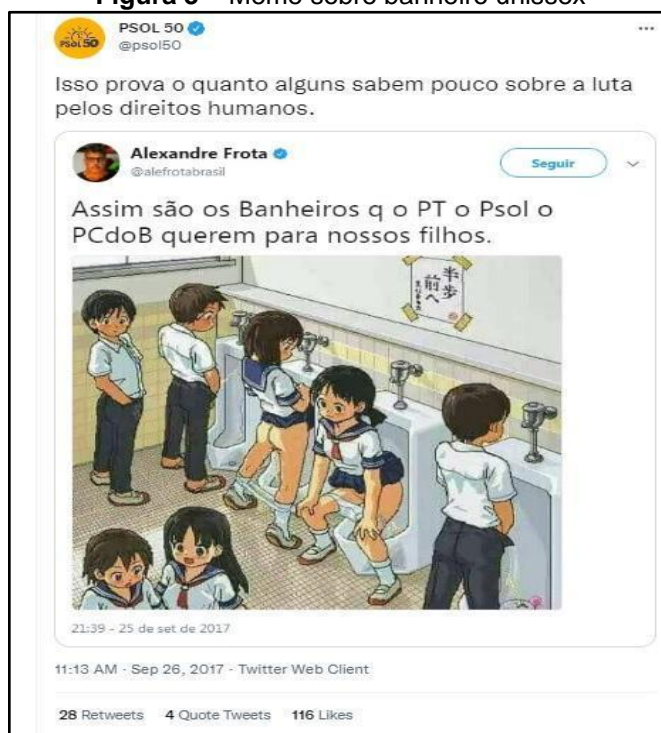 Figura 3 – Meme sobre banheiro unissex
PSOL 50
PSOL 50
@psol50
Isso prova o quanto alguns sabem pouco sobre a luta
pelos direitos humanos.
Alexandre Frota
@alefrotabrasil
Seguir
Assim são os Banheiros q o PT o Psol o
PCdoB querem para nossos filhos.
半歩
前へ
21:39 - 25 de set de 2017
11:13 AM · Sep 26, 2017 · Twitter Web Client
28 Retweets 4 Quote Tweets 116 Likes